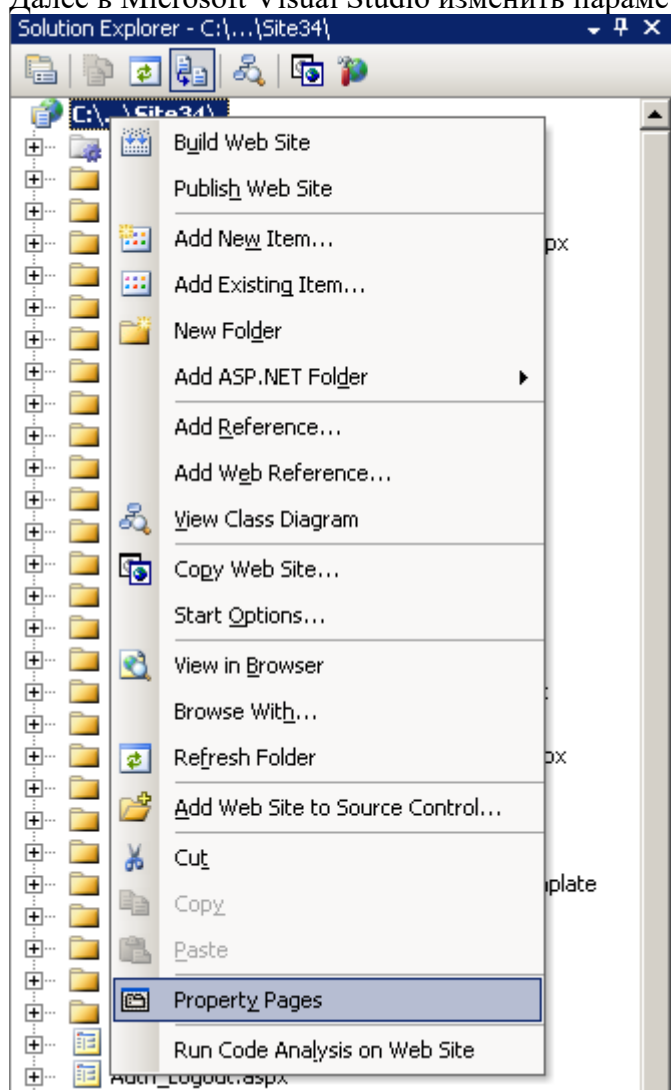 Далее в Microsoft Visual Studio изменить параме
Solution Explorer - C:\...\Site34\
C:\...\Site34\
Build Web Site
Publish Web Site
Add New Item...
px
Add Existing Item...
New Folder
Add ASP.NET Folder
Add Reference...
Add Web Reference...
View Class Diagram
Copy Web Site...
Start Options...
View in Browser
Browse With...
Refresh Folder
px
Add Web Site to Source Control...
Cut
mplate
Copy
Paste
Property Pages
Run Code Analysis on Web Site
Auth_Logout.aspx